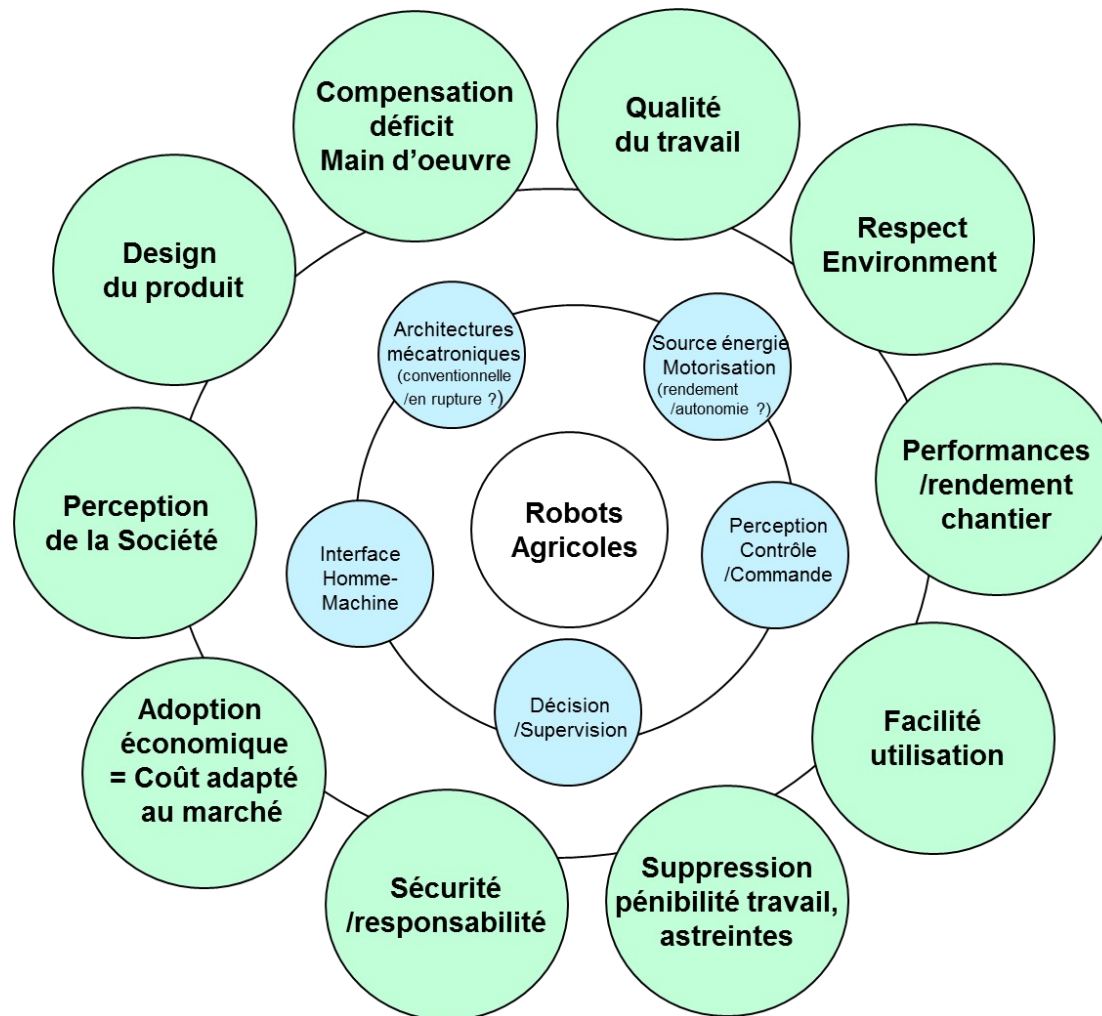 Compensation
déficit
Main d'oeuvre
Qualité
du travail
Respect
Environment
Design
du produit
Architectures
mécatroniques
(conventionnelle
/en rupture ?)
Source énergie
Motorisation
(rendement
/autonomie ?)
Performances
/rendement
chantier
Perception
de la Société
Robots
Agricoles
Perception
Contrôle
/Commande
Interface
Homme-
Machine
Décision
/Supervision
Facilité
utilisation
Adoption
économique
= Coût adapté
au marché
Sécurité
/responsabilité
Suppression
pénibilité travail,
astreintes